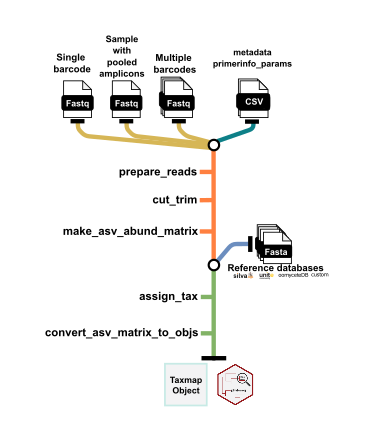 Single
barcode
Sample
with
pooled
amplicons
Multiple
barcodes
metadata
primerinfo_params
Fastq
Fastq
Fastq
CSV
prepare_reads
cut_trim
make_asv_abund_matrix
Fasta
Reference databases
silva unite oomyceteDB custom
assign_tax
convert_asv_matrix_to_objs
Taxmap
Object